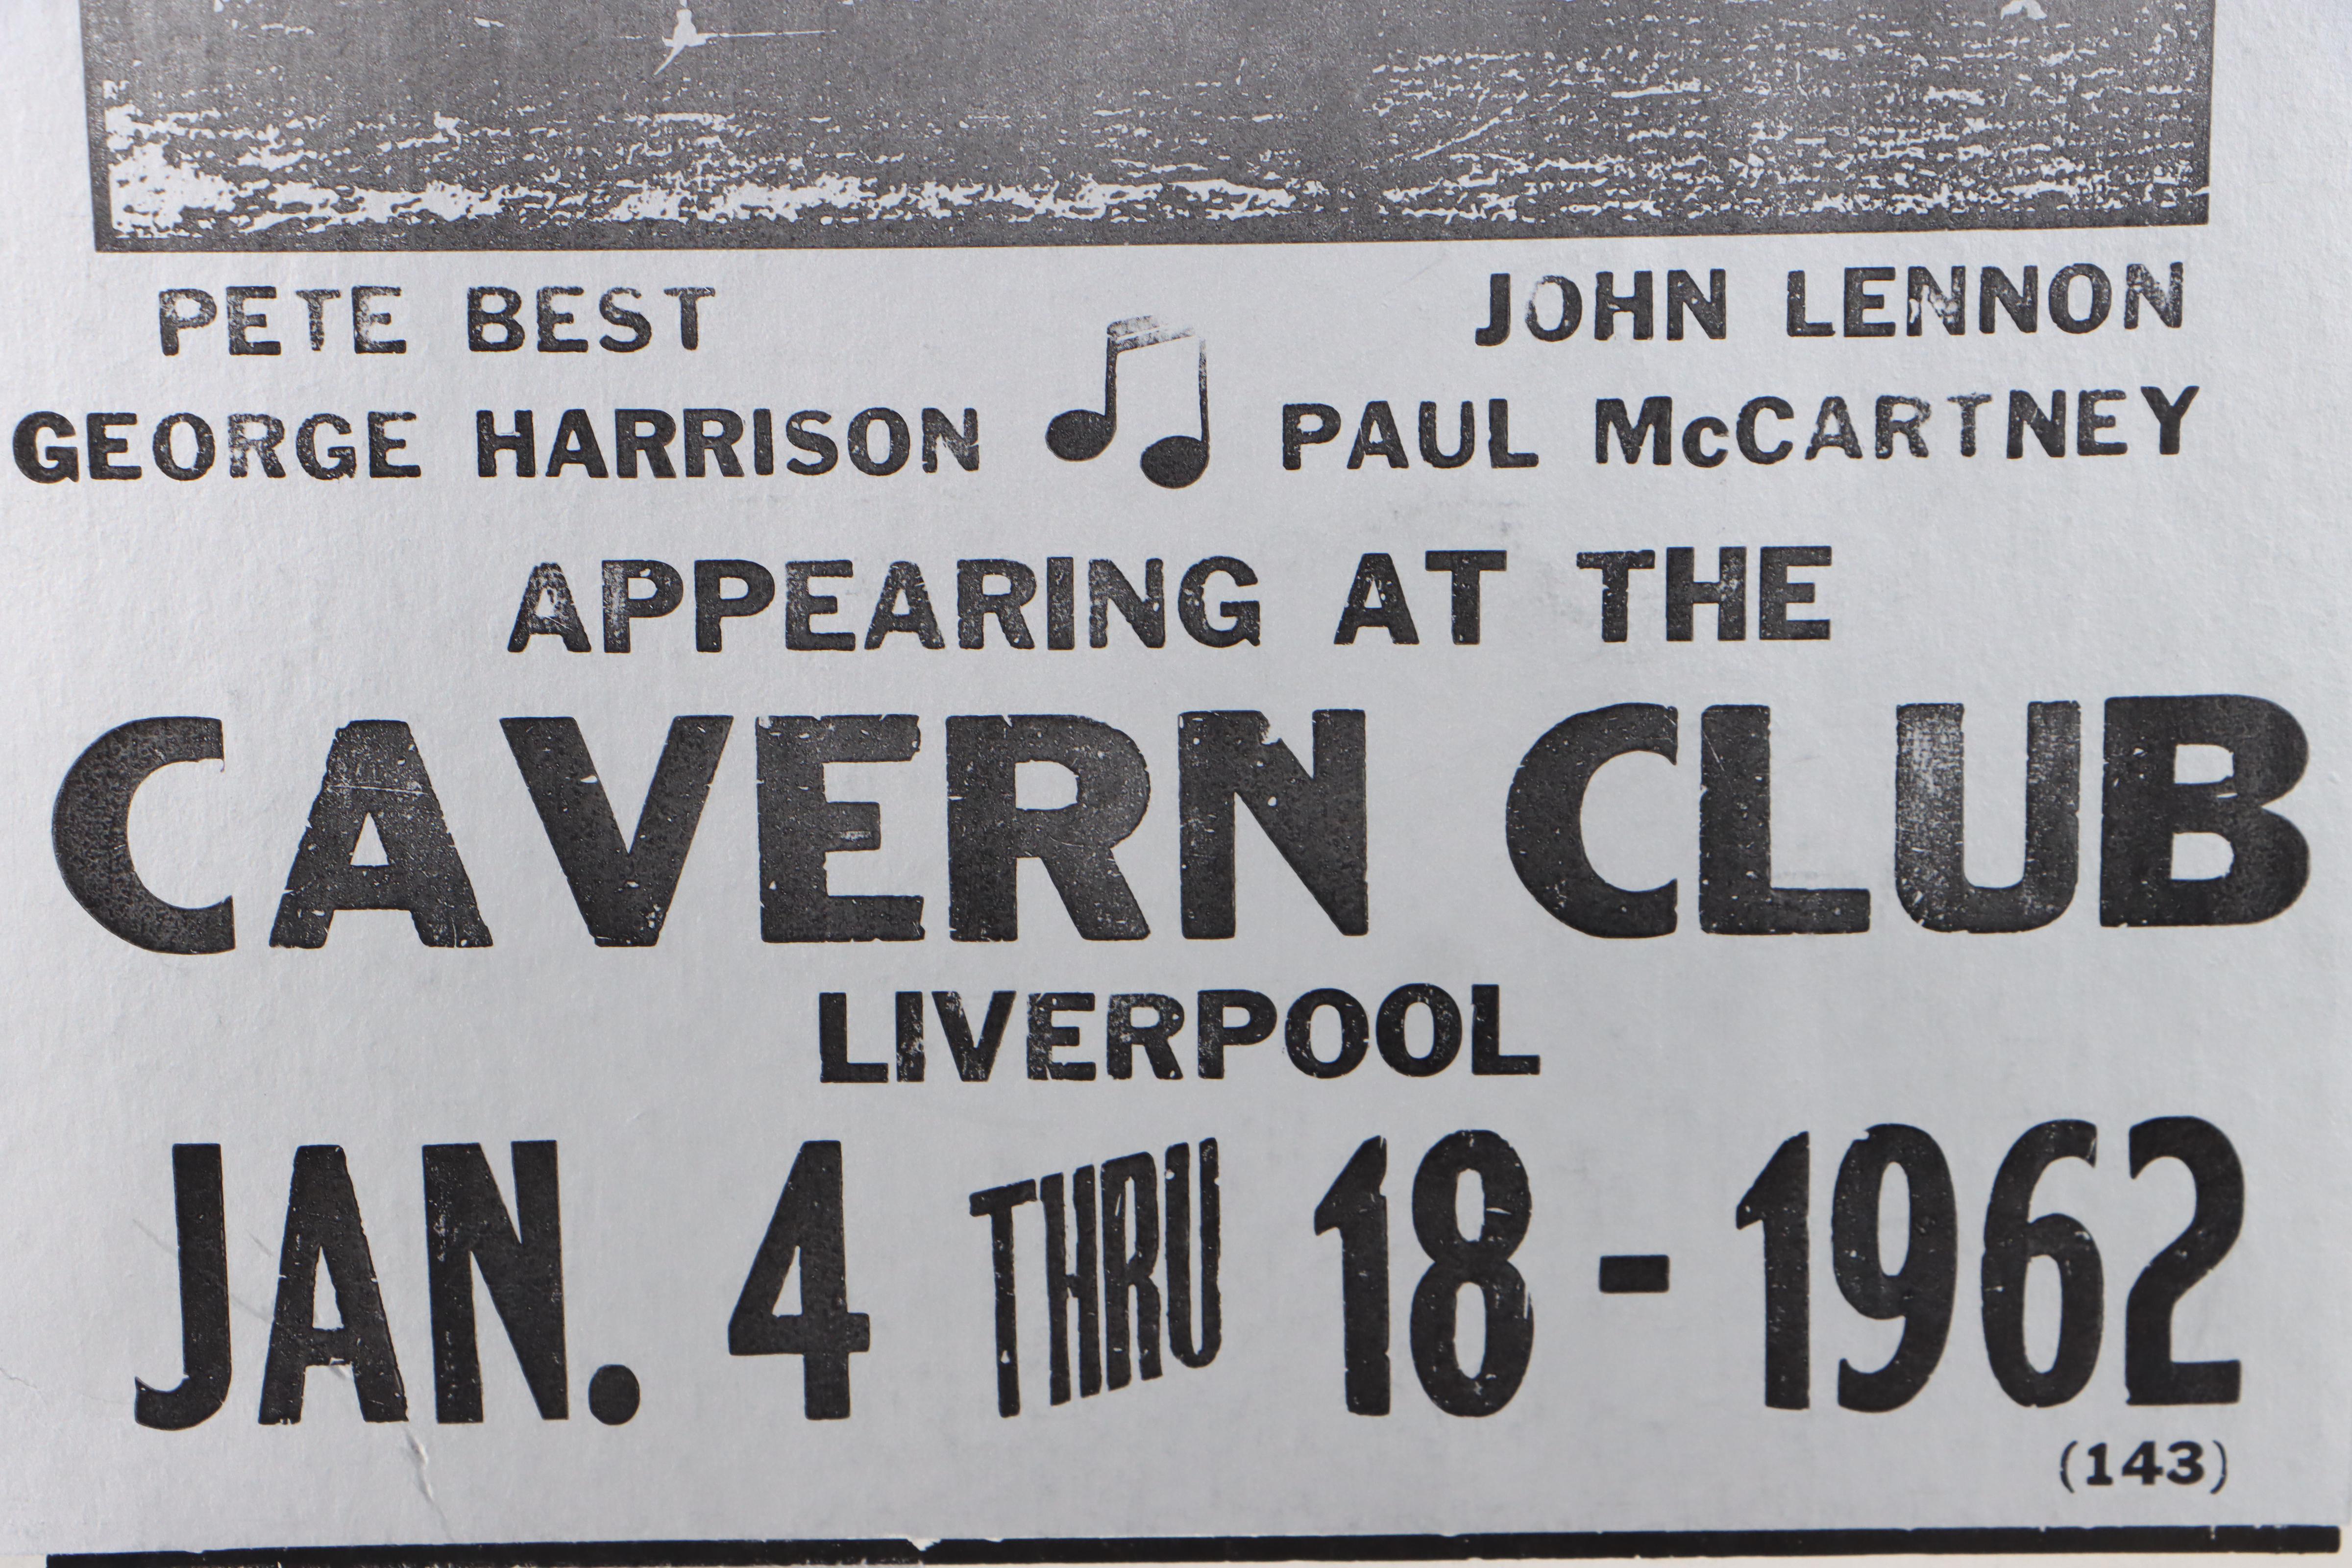 PETE BEST JOHN LENNON
GEORGE HARRISON PAUL McCARTNEY
APPEARING AT THE
CAVERN CLUB
LIVERPOOL
JAN. 4 THRU 18 - 1962
(143)